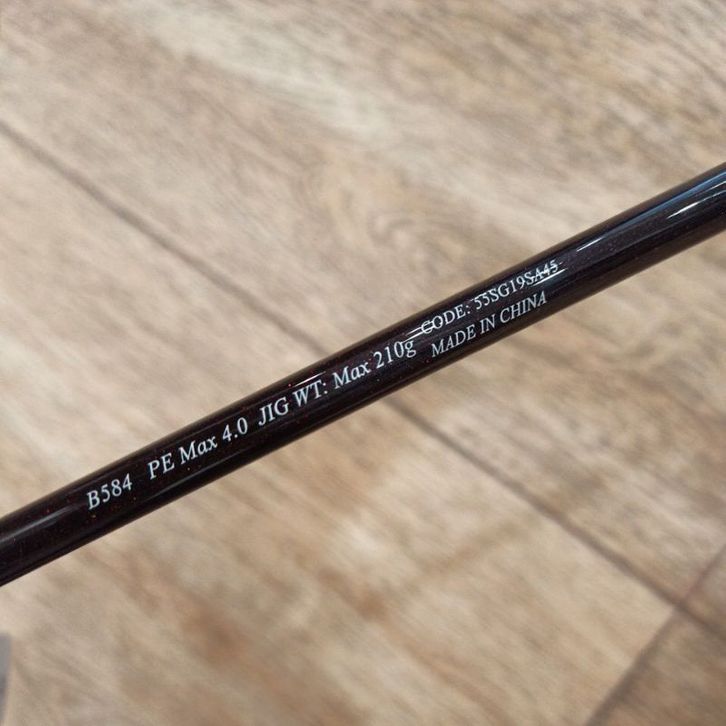 B584 PE Max 4.0 JIG WT: Max 210g
CODE: 55SG19SA45
MADE IN CHINA